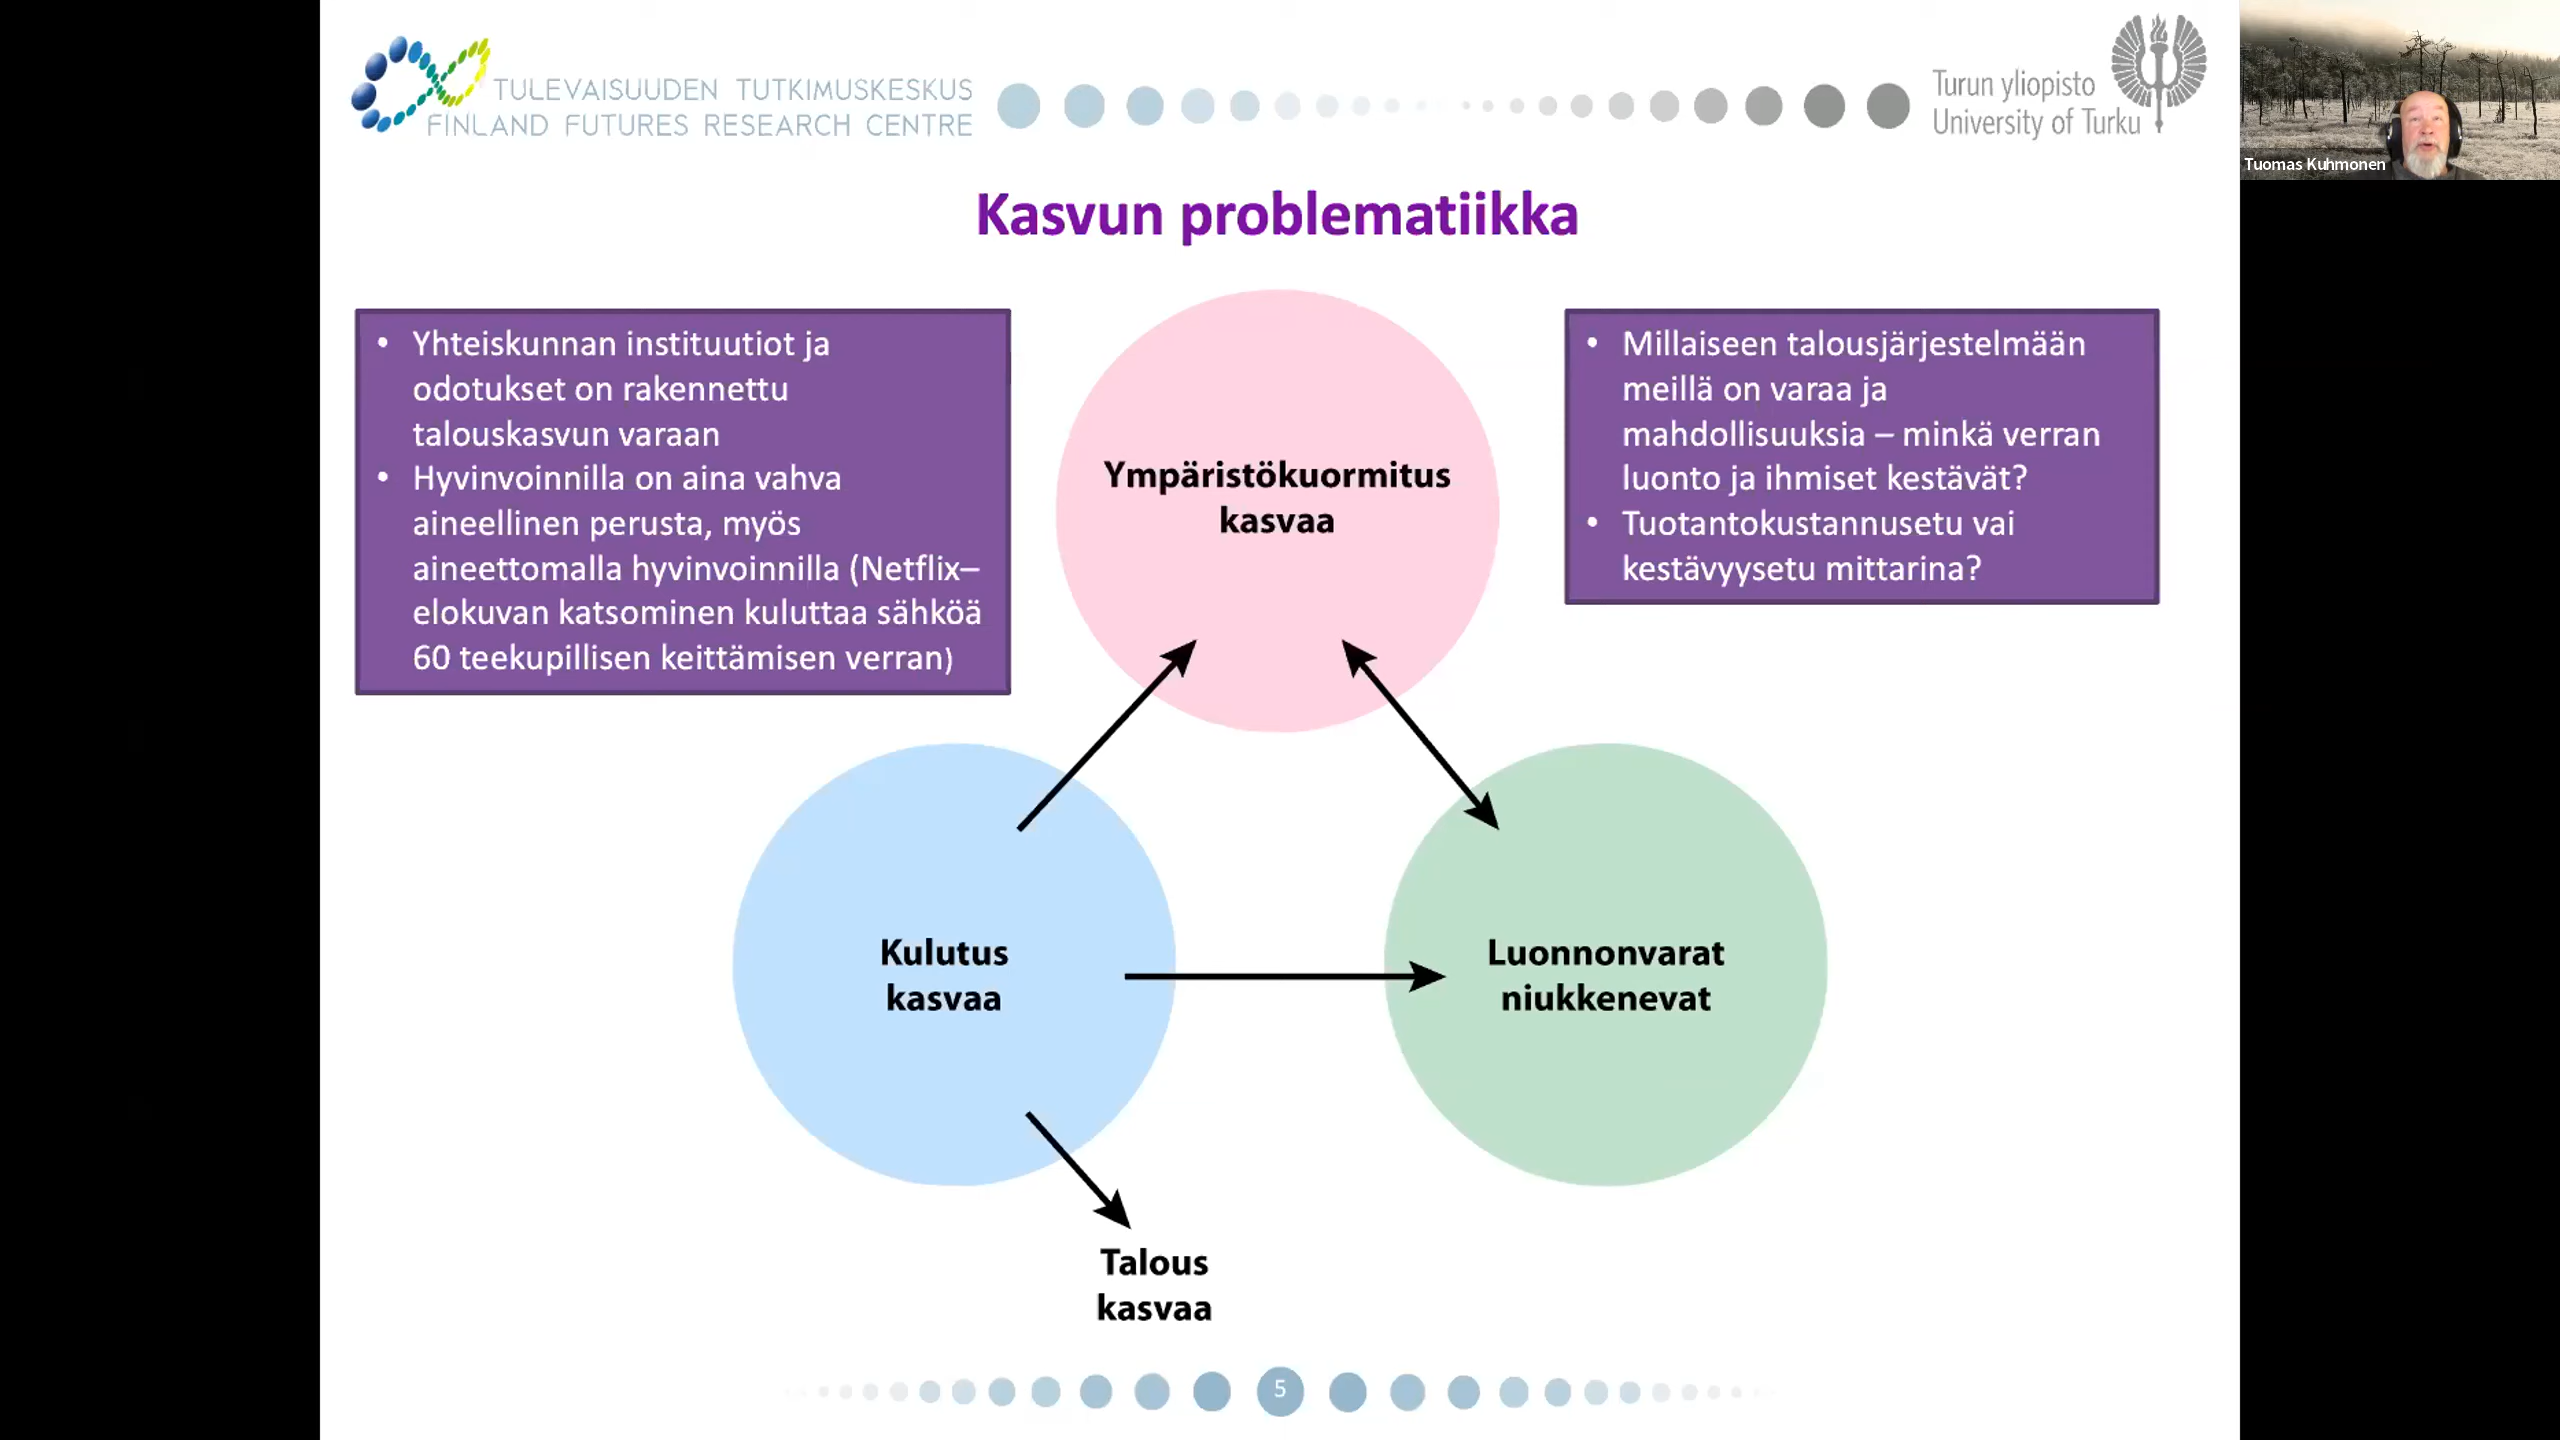 TULEVAISUUDEN TUTKIMUSKESKUS
FINLAND FUTURES RESEARCH CENTRE
Turun yliopisto
University of Turku
Tuomas Kuhmonen
Kasvun problematiikka
• Yhteiskunnan instituutiot ja
odotukset on rakennettu
talouskasvun varaan
• Hyvinvoinnilla on aina vahva
aineellinen perusta, myös
aineettomalla hyvinvoinnilla (Netflix–
elokuvan katsominen kuluttaa sähköä
60 teekupillisen keittämisen verran)
Ympäristökuormitus
kasvaa
• Millaiseen talousjärjestelmään
meillä on varaa ja
mahdollisuuksia – minkä verran
luonto ja ihmiset kestävät?
• Tuotantokustannusetu vai
kestävyysetu mittarina?
Kulutus
kasvaa
Luonnonvarat
niukkenevat
Talous
kasvaa
5